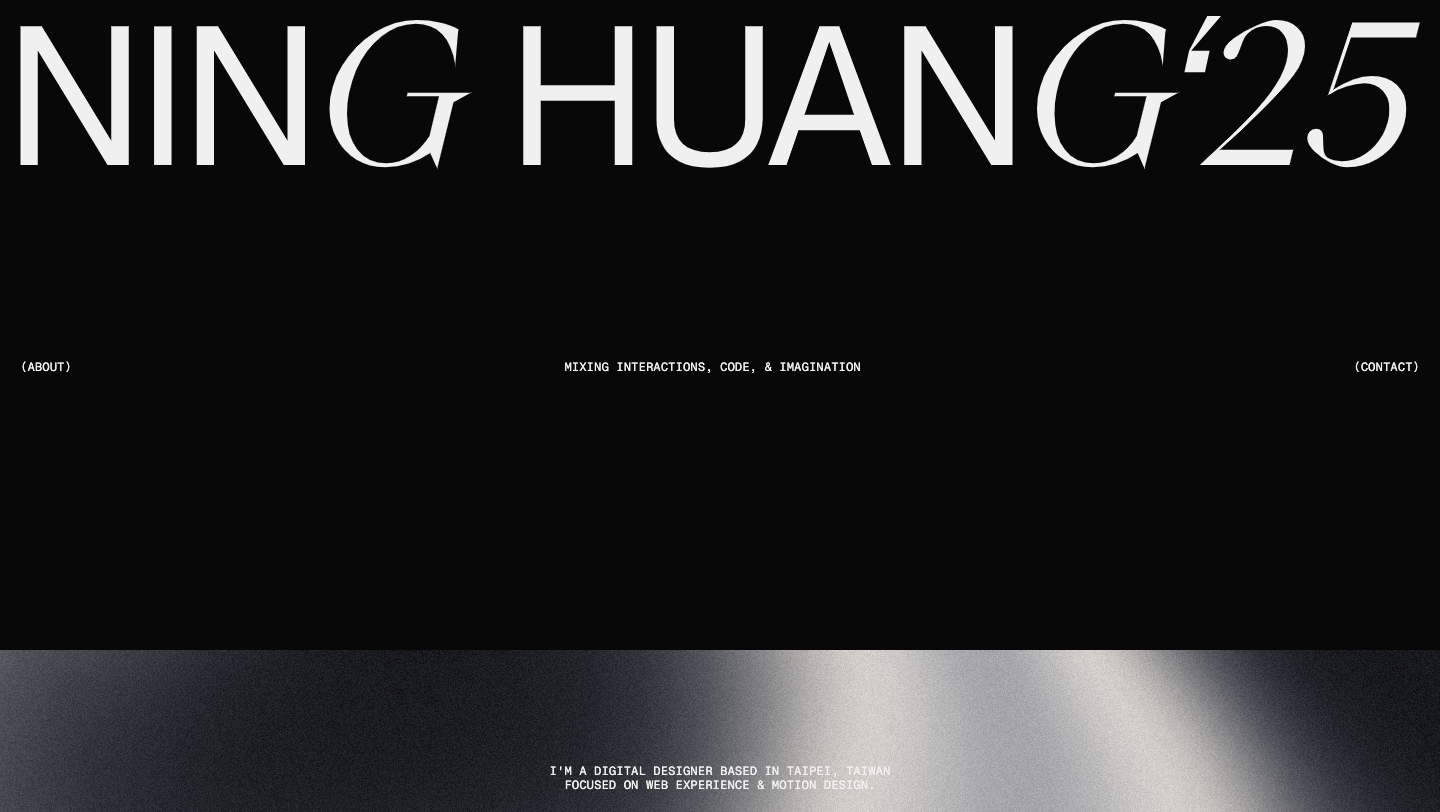 NING HUANG‘25
(ABOUT)
MIXING INTERACTIONS, CODE, & IMAGINATION
(CONTACT)
I'M A DIGITAL DESIGNER BASED IN TAIPEI, TAIWAN
FOCUSED ON WEB EXPERIENCE & MOTION DESIGN.